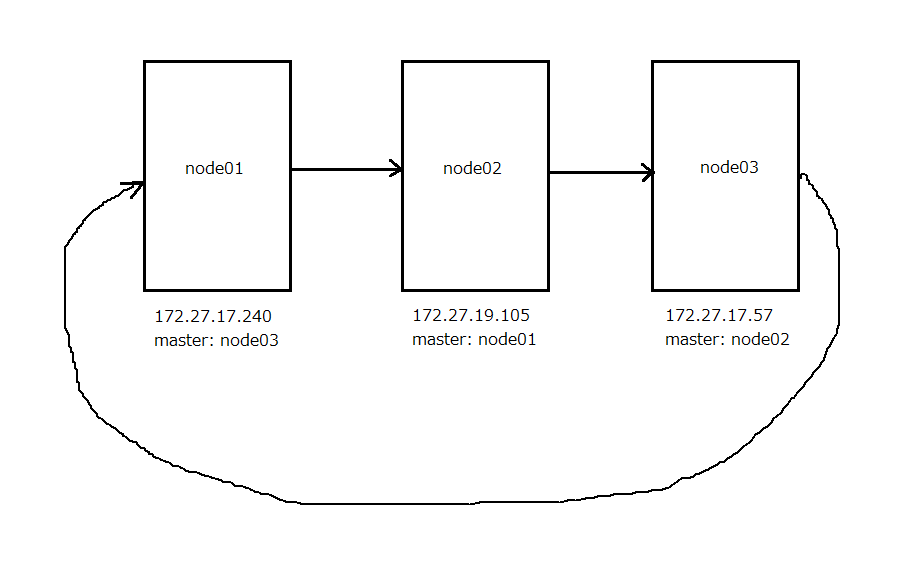 node01
node02
node03
172.27.17.240
master: node03
172.27.19.105
master: node01
172.27.17.57
master: node02